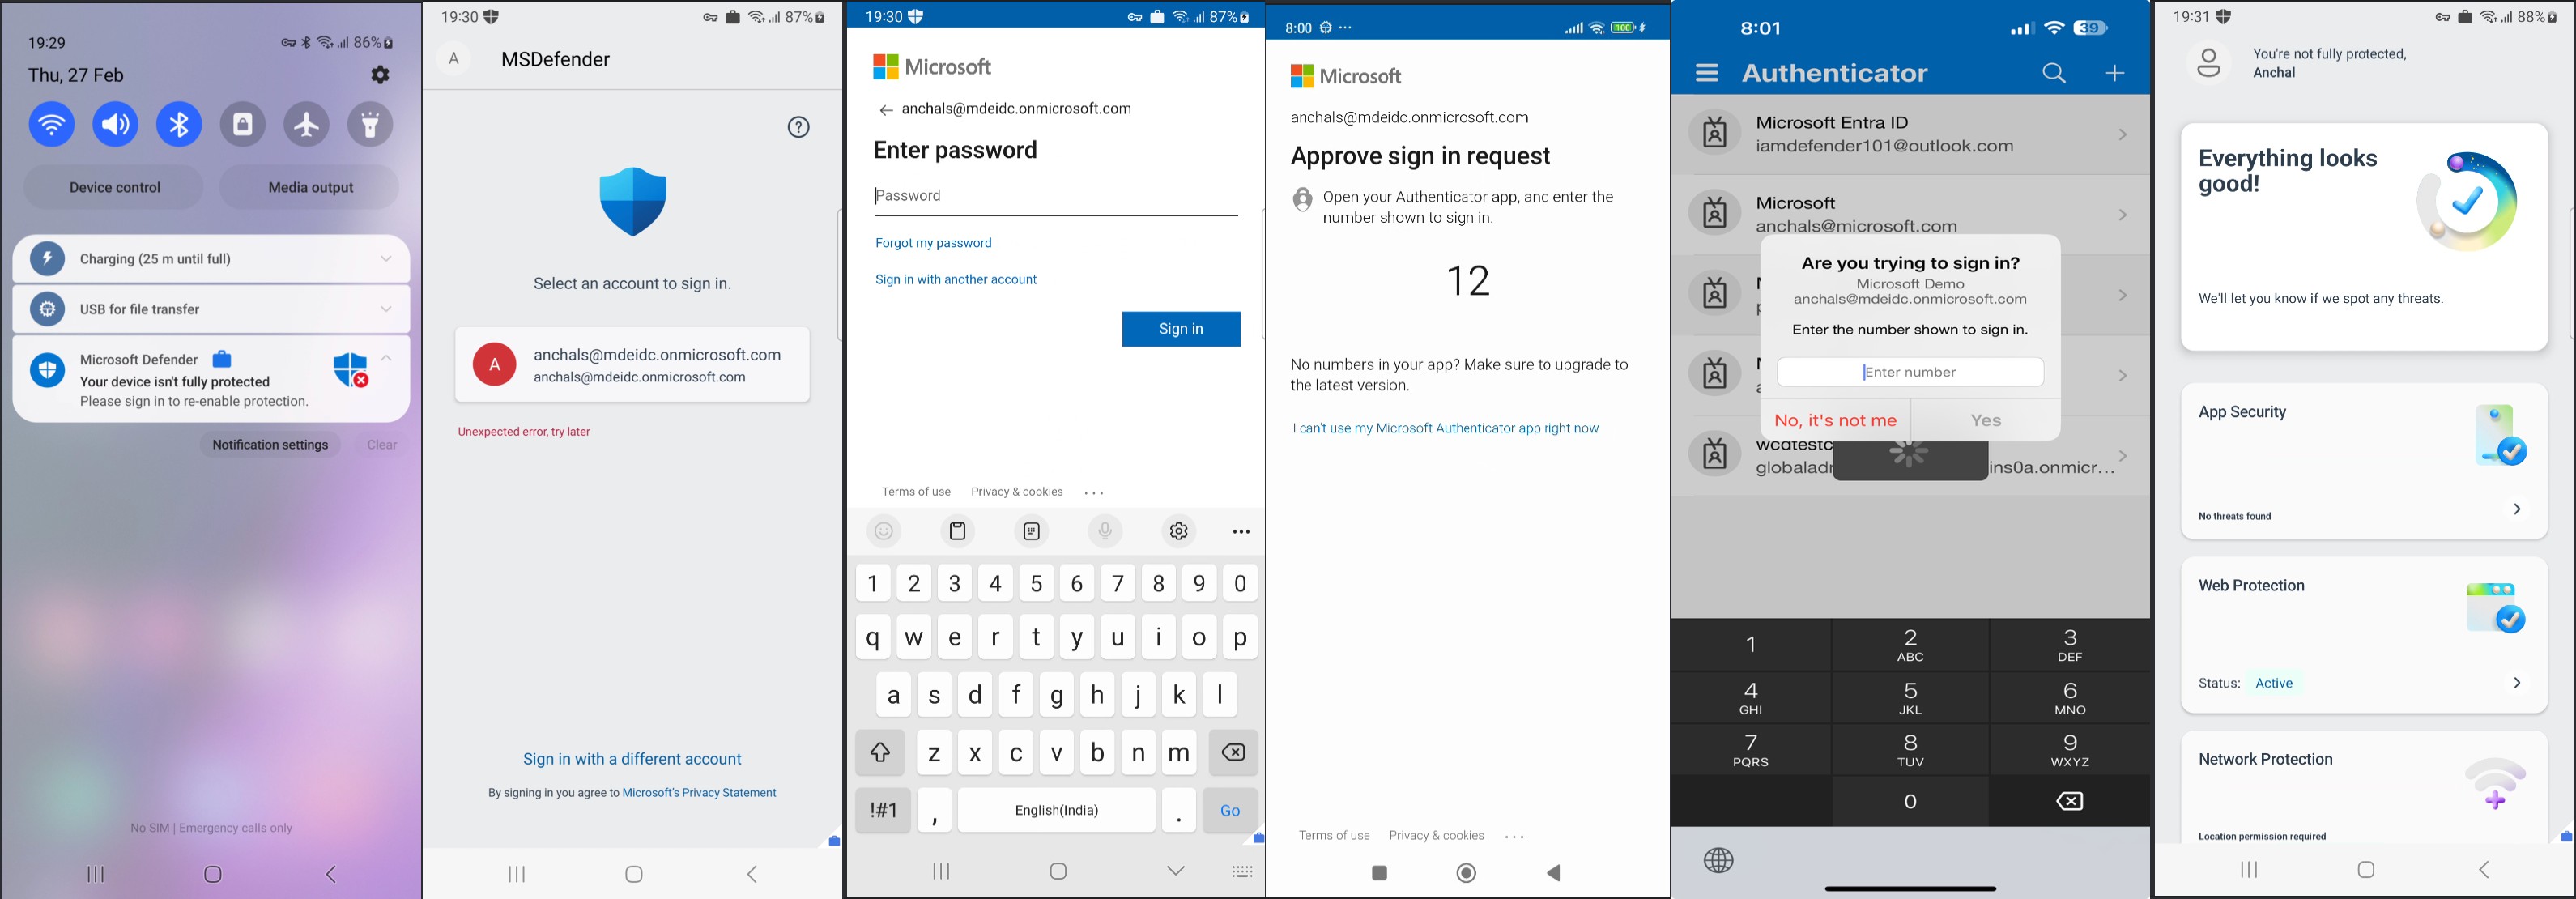 19:29
86%
Thu, 27 Feb
Device control
Media output
Charging (25 m until full)
USB for file transfer
Microsoft Defender
Your device isn't fully protected
Please sign in to re-enable protection.
Notification settings
Clear
No SIM | Emergency calls only
19:30
87%
A
MSDefender
?
Select an account to sign in.
A
anchals@mdeidc.onmicrosoft.com
anchals@mdeidc.onmicrosoft.com
Unexpected error, try later
Sign in with a different account
By signing in you agree to Microsoft's Privacy Statement
19:30
87%
Microsoft
anchals@mdeidc.onmicrosoft.com
Enter password
Password
Forgot my password
Sign in with another account
Sign in
Terms of use Privacy & cookies ...
1 2 3 4 5 6 7 8 9 0
q w e r t y u i o p
a s d f g h j k l
z x c v b n m
!#1 , English(India) . Go
8:00 ...
100
Microsoft
anchals@mdeidc.onmicrosoft.com
Approve sign in request
Open your Authenticator app, and enter the
number shown to sign in.
12
No numbers in your app? Make sure to upgrade to
the latest version.
I can't use my Microsoft Authenticator app right now
Terms of use Privacy & cookies ...
8:01
39
Authenticator
Microsoft Entra ID
iamdefender101@outlook.com
Microsoft
anchals@microsoft.com
Are you trying to sign in?
Microsoft Demo
anchals@mdeidc.onmicrosoft.com
Enter the number shown to sign in.
Enter number
No, it's not me
Yes
wcdtestc
globaladr
ins0a.onmicr...
1 2 3
ABC DEF
4 5 6
GHI JKL MNO
7 8 9
PQRS TUV WXYZ
0
19:31
88%
You're not fully protected,
Anchal
Everything looks
good!
We'll let you know if we spot any threats.
App Security
No threats found
Web Protection
Status: Active
Network Protection
Location permission required